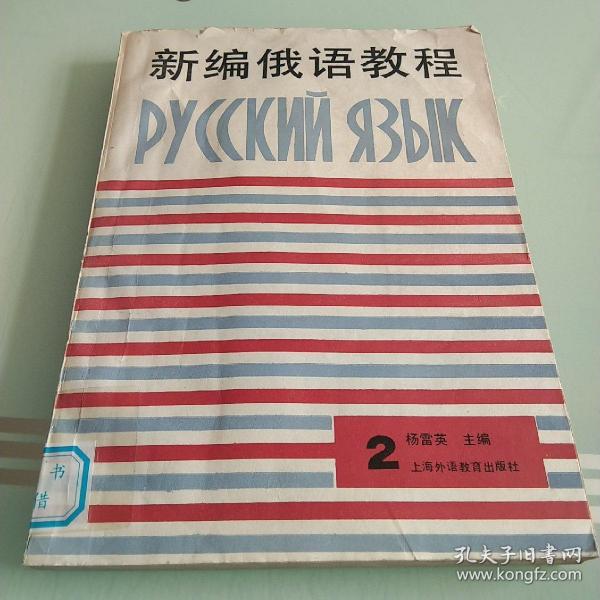 新编俄语教程
РУССКИЙ ЯЗЫК
2
杨雷英 主编
上海外语教育出版社
书
借
孔夫子旧书网
www.kongfz.com